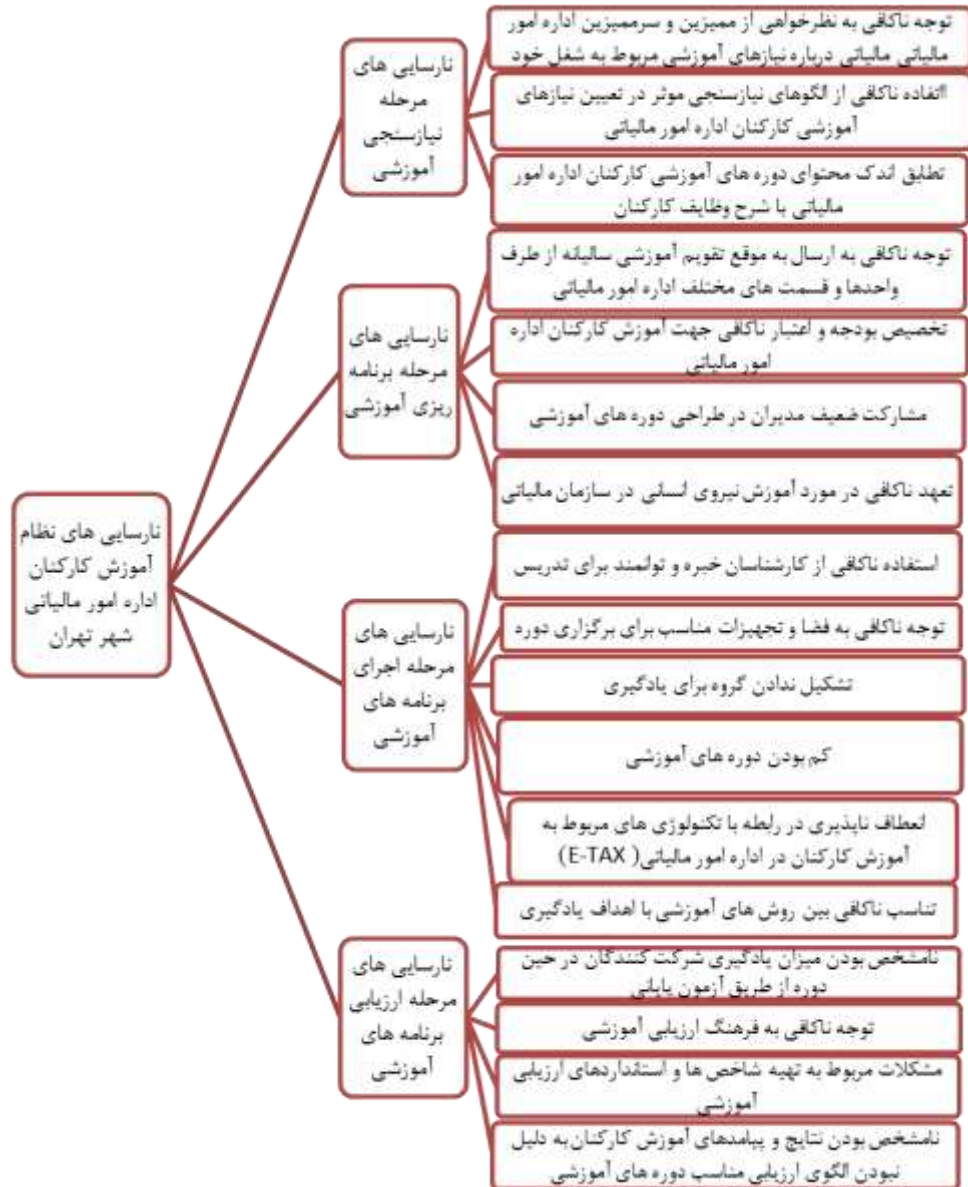 نارسایی های نظام
آموزش کارکنان
اداره امور مالیاتی
شهر تهران
نارسایی های
مرحله
نیازسنجی
آموزشی
توجه ناکافی به نظرخواهی از ممیزین و سرممیزین اداره امور
مالیاتی مالیاتی درباره نیازهای آموزشی مربوط به شغل خود
ااتفاده ناکافی از الگوهای نیازسنجی موثر در تعیین نیازهای
آموزشی کارکنان اداره امور مالیاتی
تطابق اندک محتوای دوره های آموزشی کارکنان اداره امور
مالیاتی با شرح وظایف کارکنان
نارسایی های
مرحله برنامه
ریزی آموزشی
توجه ناکافی به ارسال به موقع تقویم آموزشی سالیانه از طرف
واحدها و قسمت های مختلف اداره امور مالیاتی
تخصیص بودجه و اعتبار ناکافی جهت آموزش کارکنان اداره
امور مالیاتی
مشارکت ضعیف مدیران در طراحی دوره های آموزشی
تعهد ناکافی در مورد آموزش نیروی انسانی در سازمان مالیاتی
نارسایی های
مرحله اجرای
برنامه های
آموزشی
استفاده ناکافی از کارشناسان خبره و توانمند برای تدریس
توجه ناکافی به فضا و تجهیزات مناسب برای برگزاری دوره
تشکیل ندادن گروه برای یادگیری
کم بودن دوره های آموزشی
انعطاف ناپذیری در رابطه با تکنولوژی های مربوط به
آموزش کارکنان در اداره امور مالیاتی( E-TAX)
تناسب ناکافی بین روش های آموزشی با اهداف یادگیری
نارسایی های
مرحله ارزیابی
برنامه های
آموزشی
نامشخص بودن میزان یادگیری شرکت کنندگان در حین
دوره از طریق آزمون پایانی
توجه ناکافی به فرهنگ ارزیابی آموزشی
مشکلات مربوط به تهیه شاخص ها و استانداردهای ارزیابی
آموزشی
نامشخص بودن نتایج و پیامدهای آموزش کارکنان به دلیل
نبودن الگوی ارزیابی مناسب دوره های آموزشی